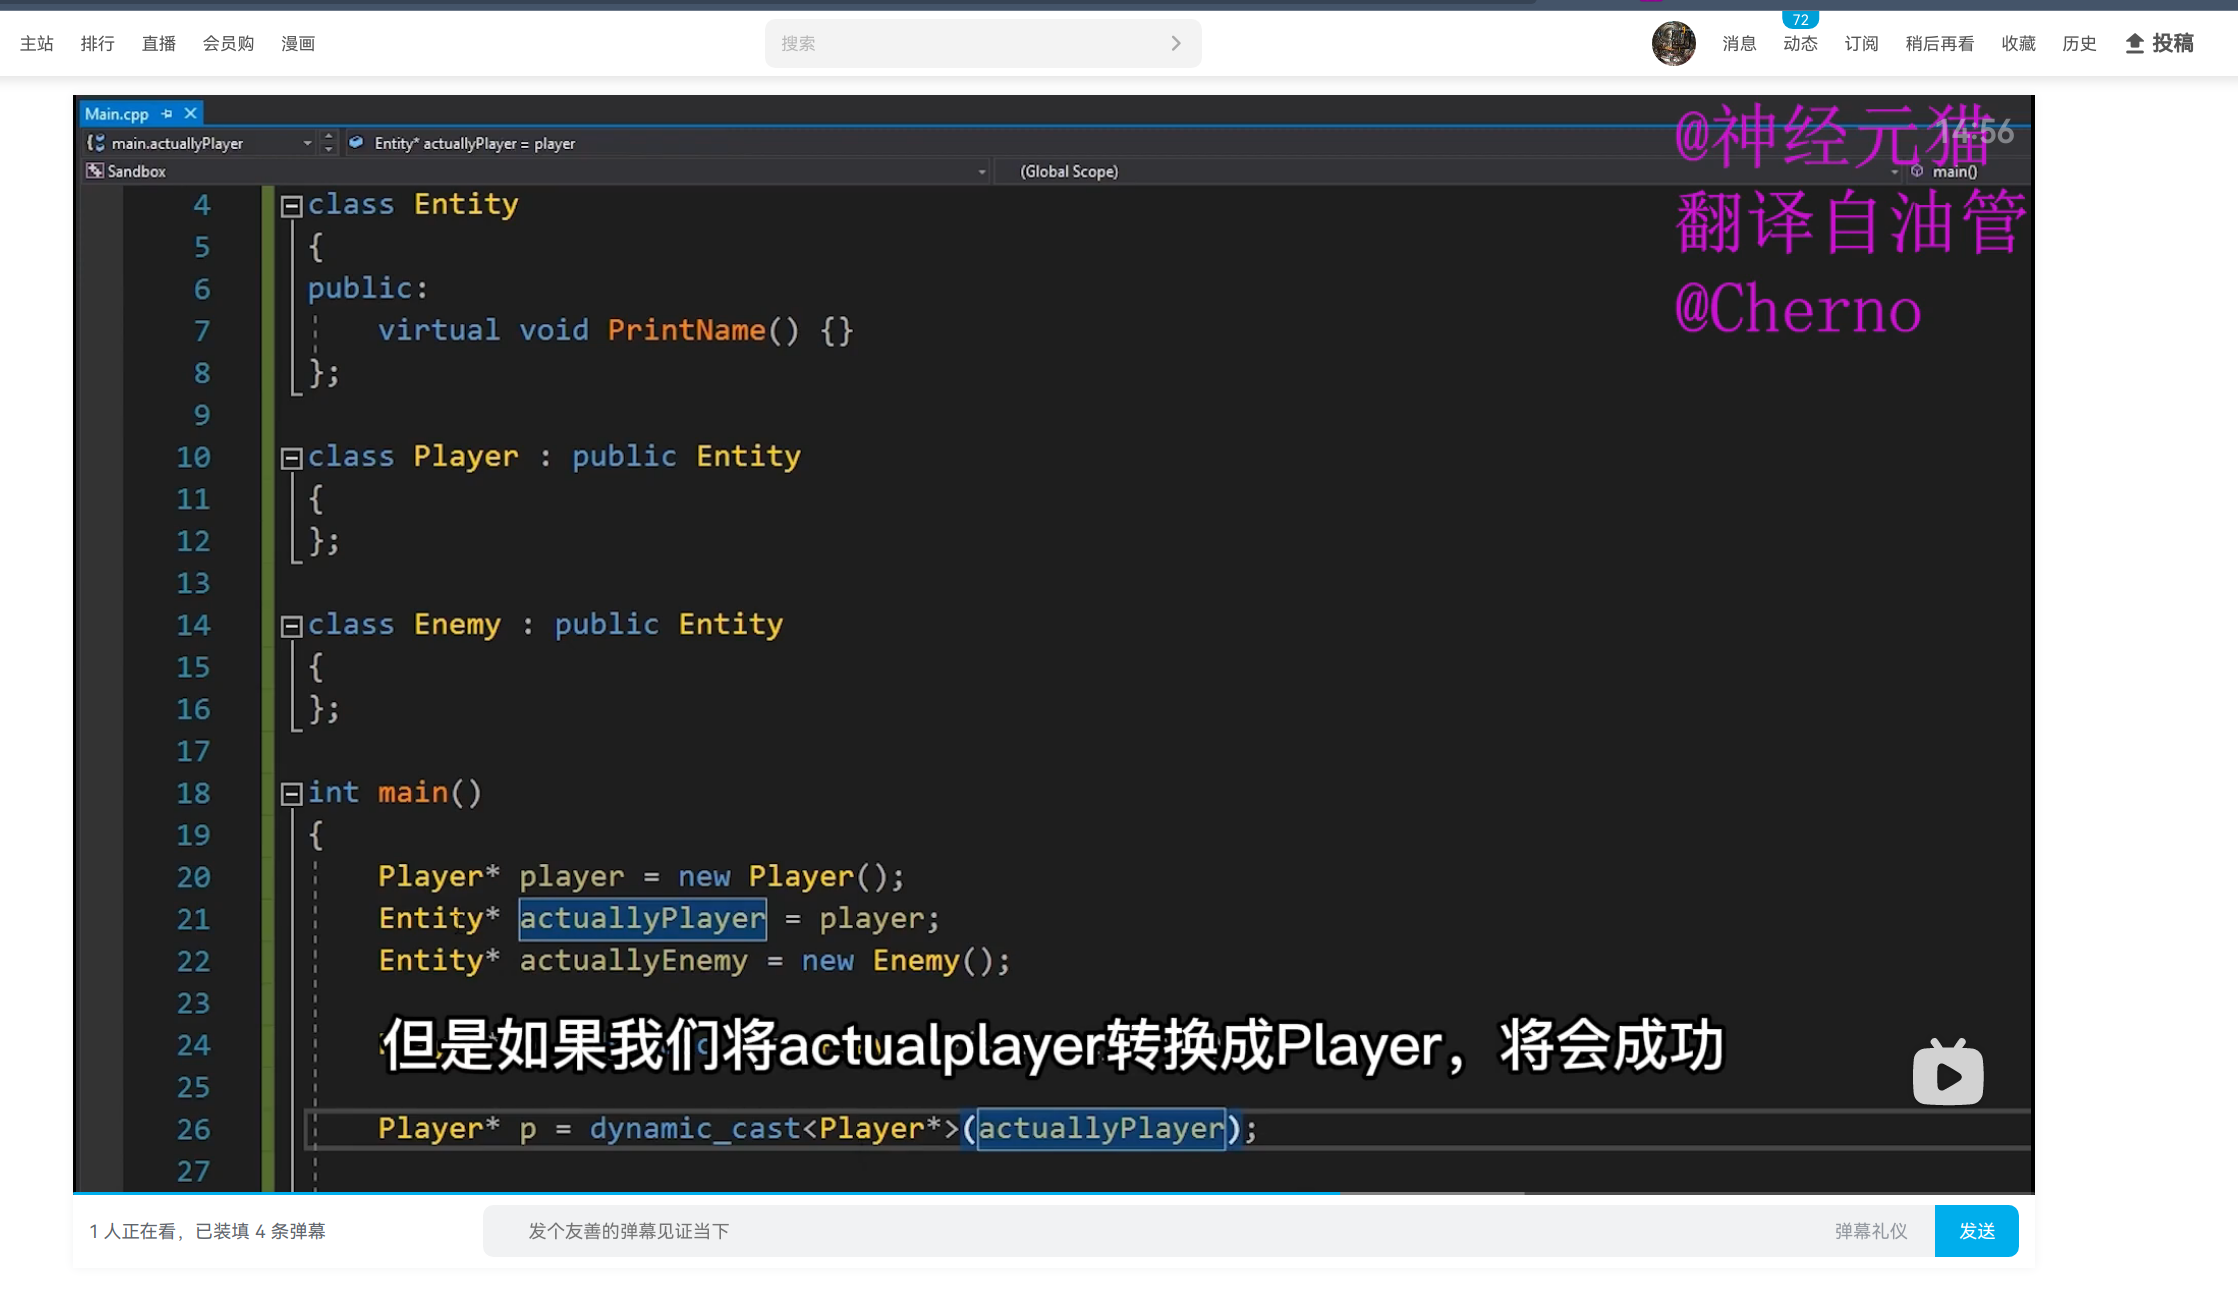 主站 排行 直播 会员购 漫画 搜索 消息 72 动态 订阅 稍后再看 收藏 历史 投稿
Main.cpp
@神经元猫 14:56
main.actuallyPlayer Entity* actuallyPlayer = player
Sandbox (Global Scope) main()
翻译自油管
@Cherno
4 class Entity
5 {
6 public:
7 virtual void PrintName() {}
8 };
9
10 class Player : public Entity
11 {
12 };
13
14 class Enemy : public Entity
15 {
16 };
17
18 int main()
19 {
20 Player* player = new Player();
21 Entity* actuallyPlayer = player;
22 Entity* actuallyEnemy = new Enemy();
23
24
但是如果我们将actualplayer转换成Player，将会成功
25
26 Player* p = dynamic_cast<Player*>(actuallyPlayer);
27
1 人正在看，已装填 4 条弹幕 发个友善的弹幕见证当下 弹幕礼仪 发送